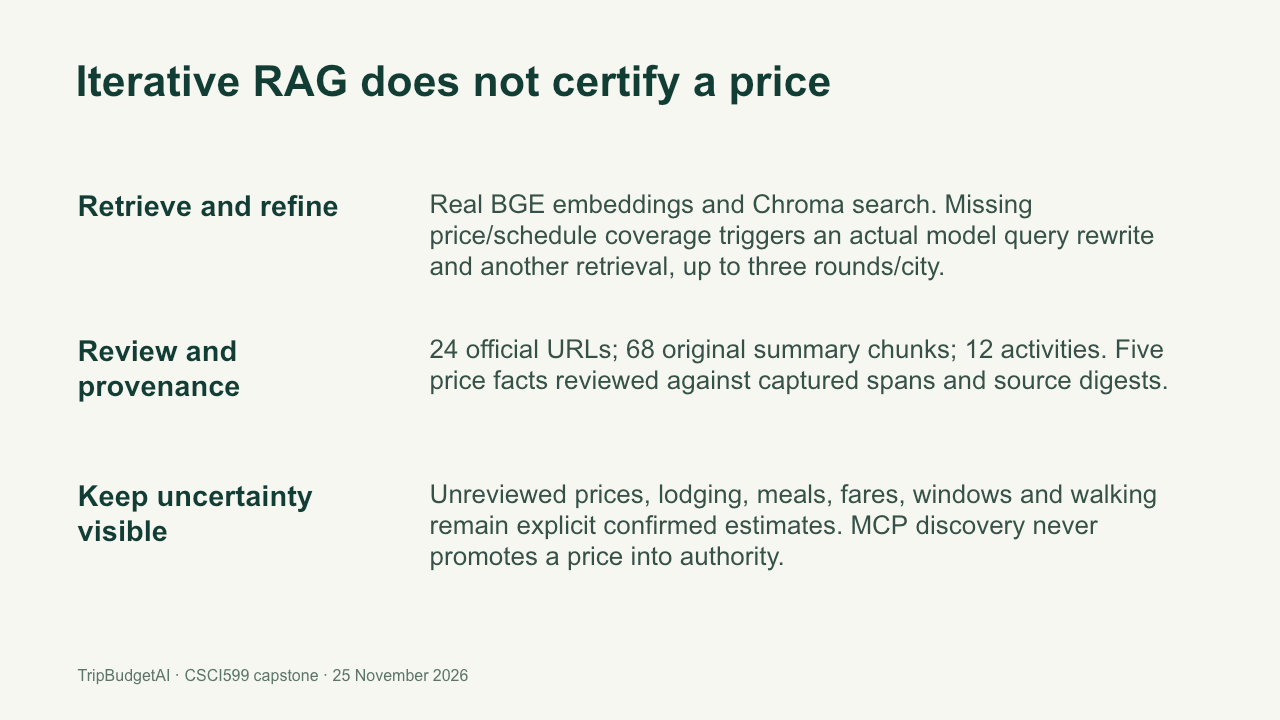 Iterative RAG does not certify a price
Retrieve and refine
Real BGE embeddings and Chroma search. Missing
price/schedule coverage triggers an actual model query rewrite
and another retrieval, up to three rounds/city.
Review and
provenance
24 official URLs; 68 original summary chunks; 12 activities. Five
price facts reviewed against captured spans and source digests.
Keep uncertainty
visible
Unreviewed prices, lodging, meals, fares, windows and walking
remain explicit confirmed estimates. MCP discovery never
promotes a price into authority.
TripBudgetAI · CSCI599 capstone · 25 November 2026